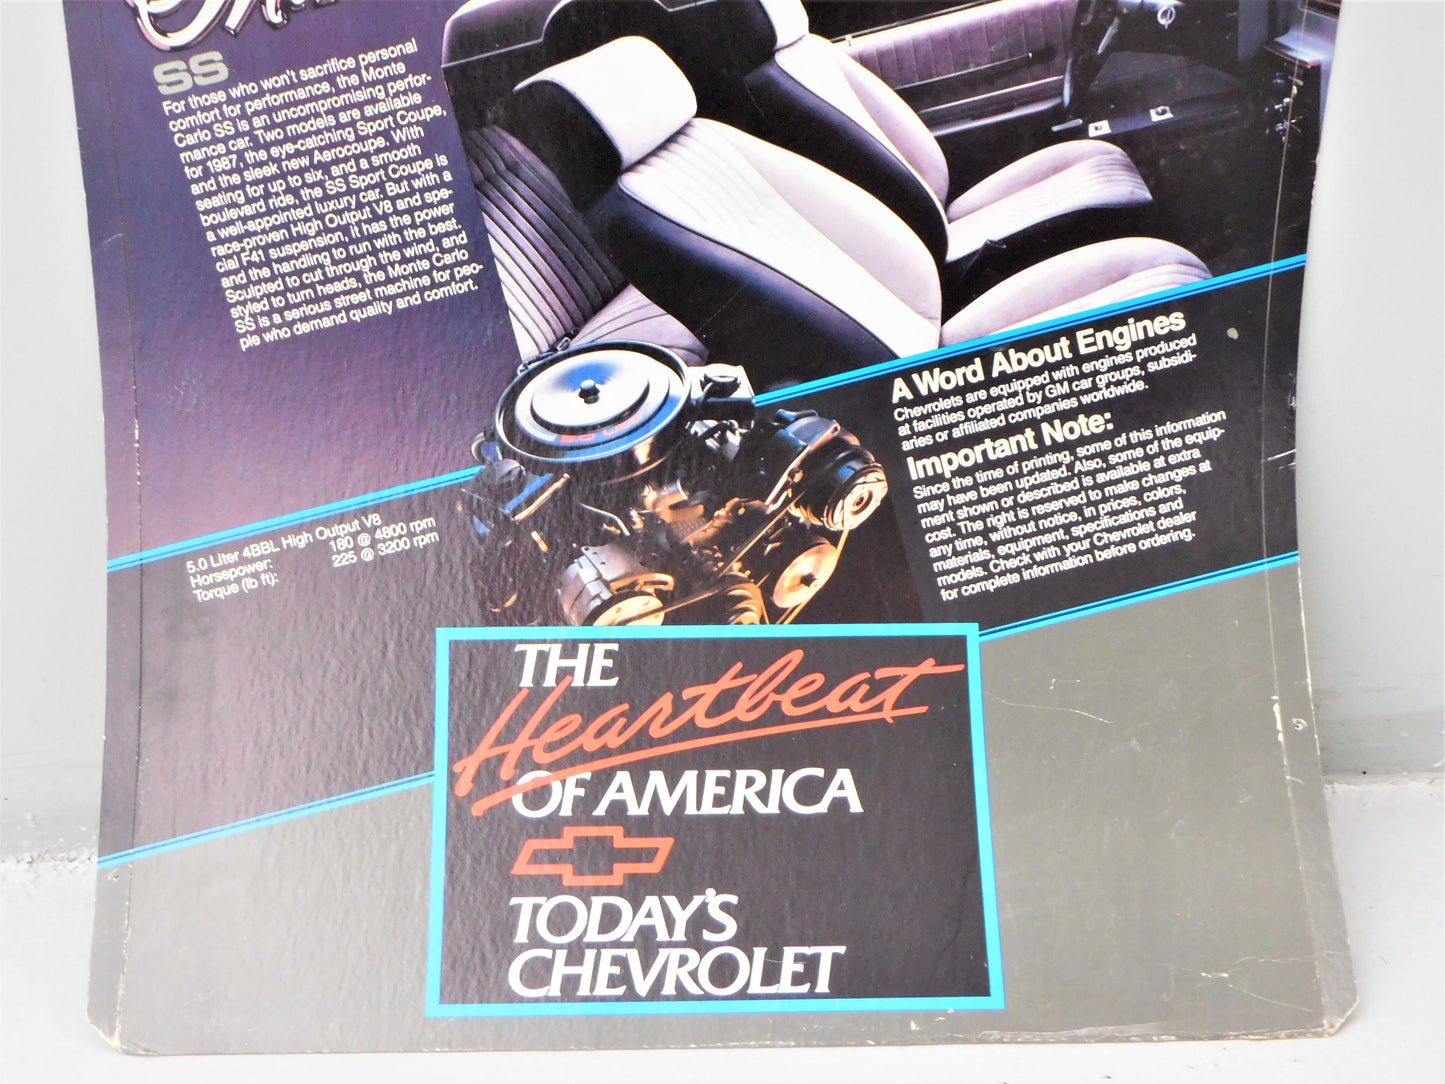 SS
For those who won't sacrifice personal
comfort for performance, the Monte
Carlo SS is an uncompromising perfor-
mance car. Two models are available
for 1987, the eye-catching Sport Coupe,
and the sleek new Aerocoupe. With
seating for up to six, and a smooth
boulevard ride, the SS Sport Coupe is
a well-appointed luxury car. But with a
race-proven High Output V8 and spe-
cial F41 suspension, it has the power
and the handling to run with the best.
Sculpted to cut through the wind, and
styled to turn heads, the Monte Carlo
SS is a serious street machine for peo-
ple who demand quality and comfort.
A Word About Engines
Chevrolets are equipped with engines produced
at facilities operated by GM car groups, subsidi-
aries or affiliated companies worldwide.
Important Note:
Since the time of printing, some of this information
may have been updated. Also, some of the equip-
ment shown or described is available at extra
cost. The right is reserved to make changes at
any time, without notice, in prices, colors,
materials, equipment, specifications and
models. Check with your Chevrolet dealer
for complete information before ordering.
5.0 Liter 4BBL High Output V8
Horsepower: 180 @ 4800 rpm
Torque (lb ft): 225 @ 3200 rpm
THE
Heartbeat
OF AMERICA
TODAY'S
CHEVROLET